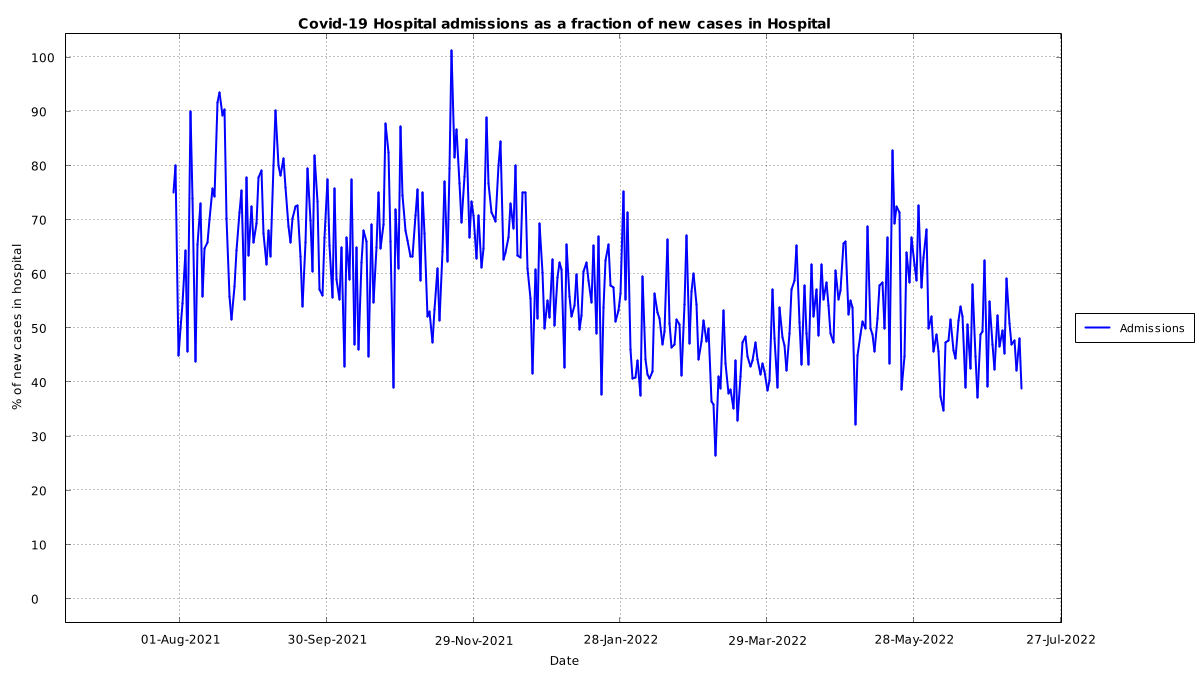 Covid-19 Hospital admissions as a fraction of new cases in Hospital
100
90
80
70
60
50
40
30
20
10
0
% of new cases in hospital
01-Aug-2021
30-Sep-2021
29-Nov-2021
28-Jan-2022
29-Mar-2022
28-May-2022
27-Jul-2022
Date
Admissions